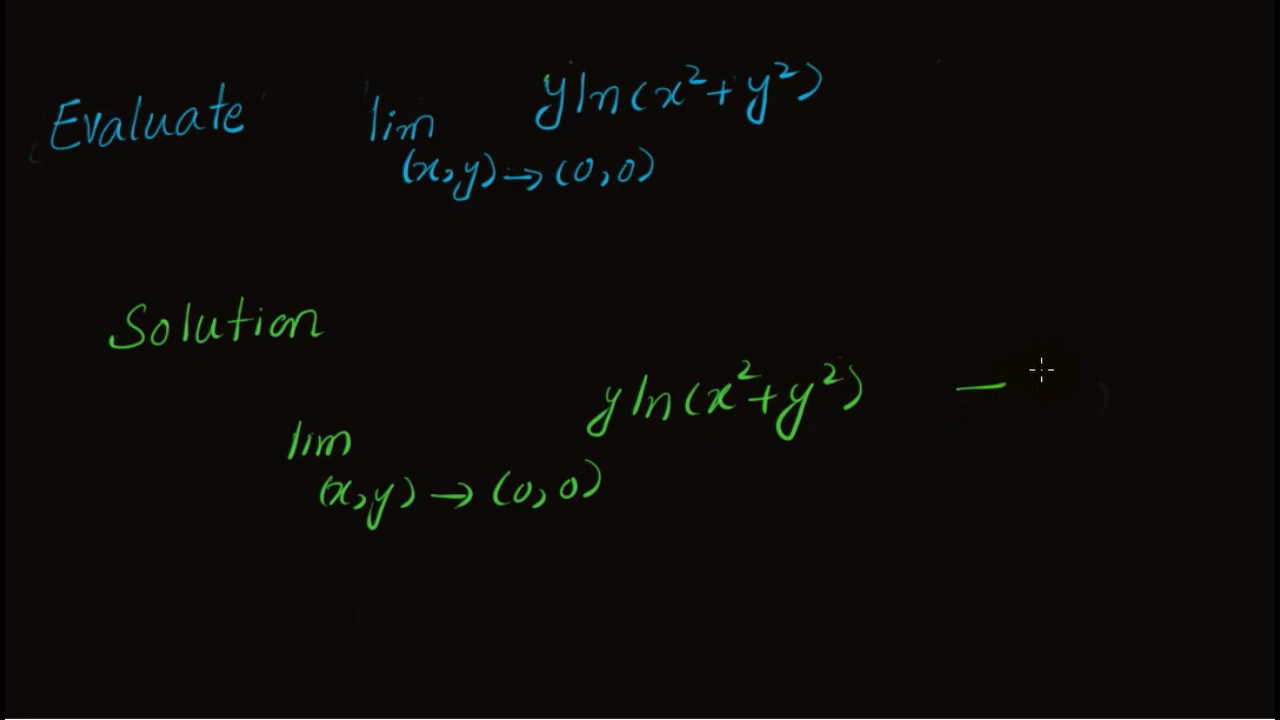 Evaluate lim y ln(x²+y²)
(x,y)→(0,0)
Solution
lim y ln(x²+y²) —
(x,y)→(0,0)